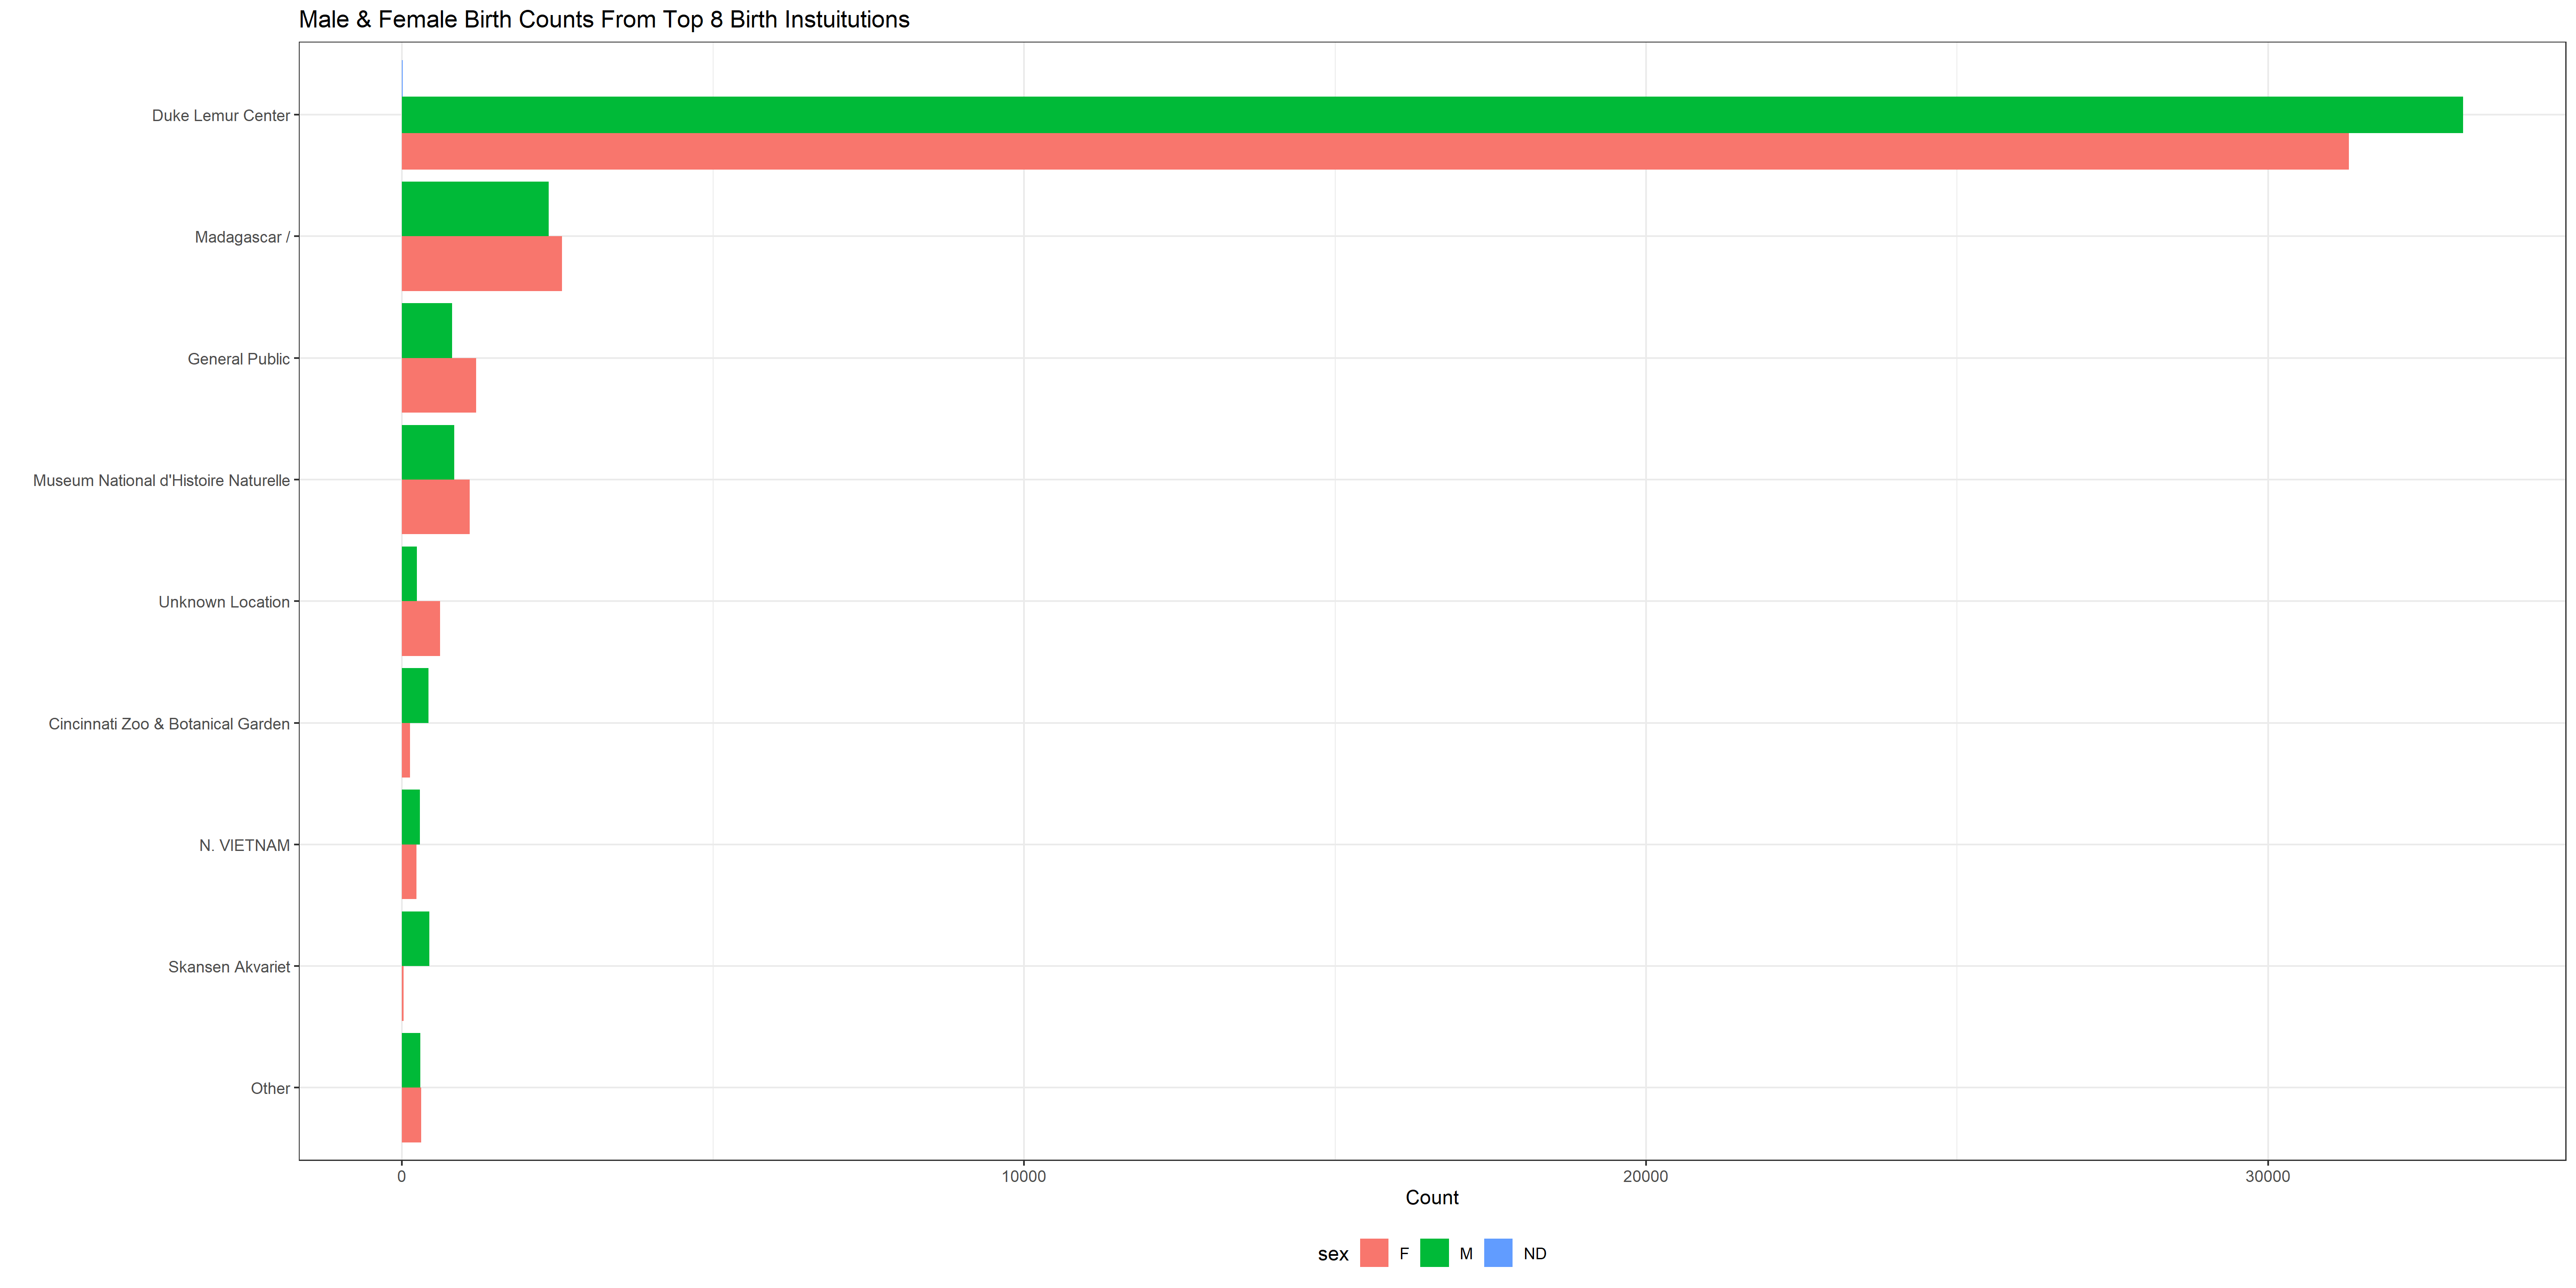 Male & Female Birth Counts From Top 8 Birth Instuitutions
Duke Lemur Center
Madagascar /
General Public
Museum National d'Histoire Naturelle
Unknown Location
Cincinnati Zoo & Botanical Garden
N. VIETNAM
Skansen Akvariet
Other
0 10000 20000 30000
Count
sex F M ND